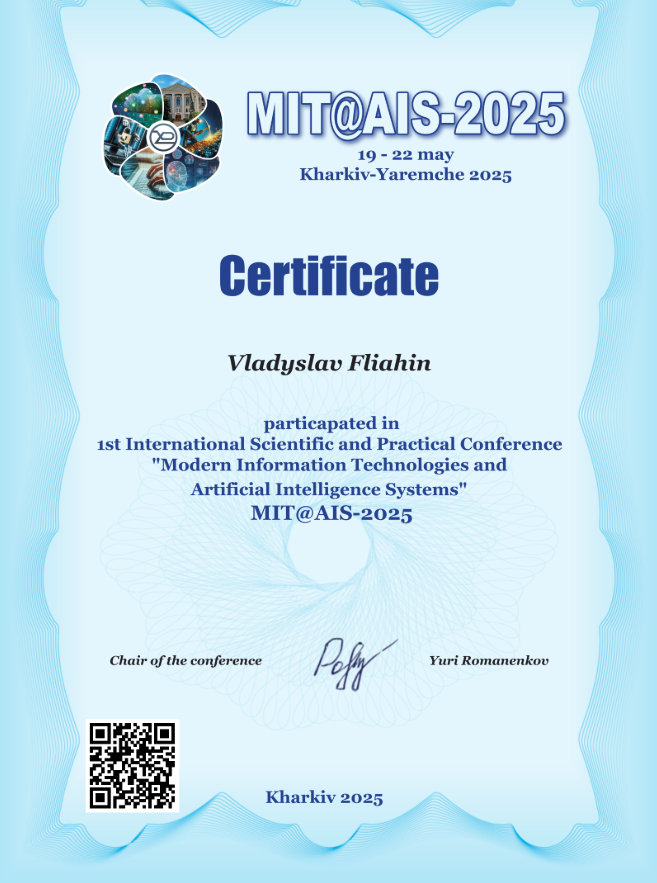 MIT@AIS-2025
19 - 22 may
Kharkiv-Yaremche 2025
Certificate
Vladyslav Fliahin
particapated in
1st International Scientific and Practical Conference
"Modern Information Technologies and
Artificial Intelligence Systems"
MIT@AIS-2025
Chair of the conference
Yuri Romanenkov
Kharkiv 2025